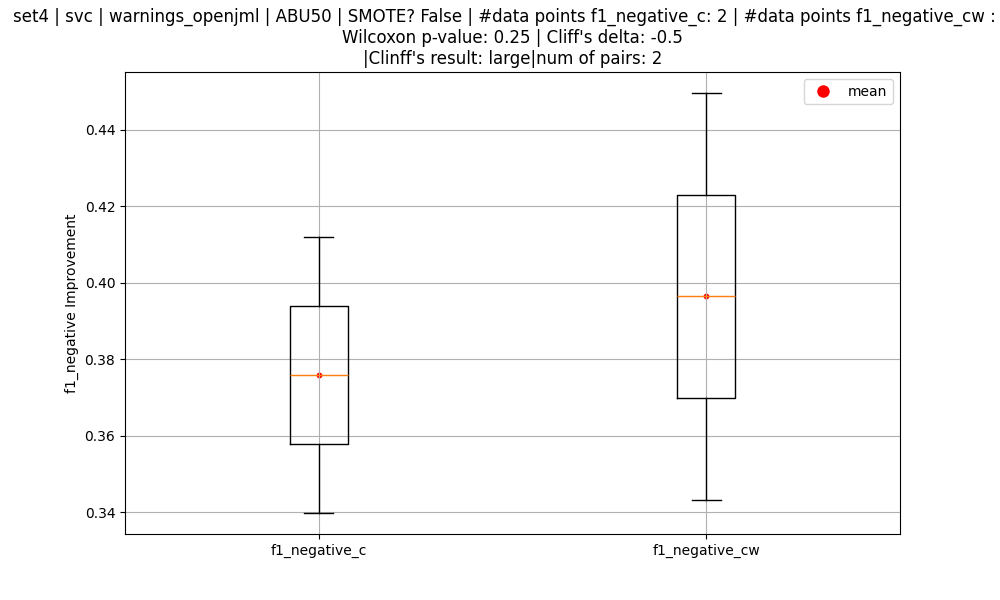 set4 | svc | warnings_openjml | ABU50 | SMOTE? False | #data points f1_negative_c: 2 | #data points f1_negative_cw :
Wilcoxon p-value: 0.25 | Cliff's delta: -0.5
|Clinff's result: large|num of pairs: 2
mean
0.44
0.42
0.40
0.38
0.36
0.34
f1_negative Improvement
f1_negative_c
f1_negative_cw